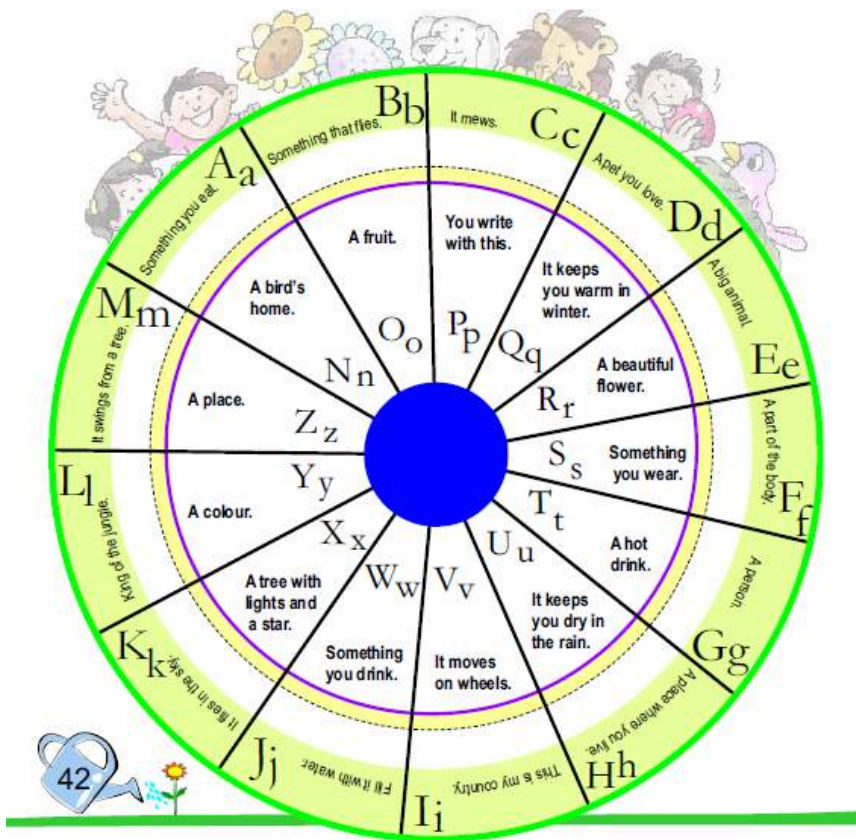 Aa
Something you eat.
Bb
Something that flies.
Cc
It mews.
Dd
A pet you love.
Ee
A big animal.
Ff
A part of the body.
Gg
A person.
Hh
A place where you live.
Ii
This is my country.
Jj
Fill it with water.
Kk
It flies in the sky.
Ll
King of the jungle.
Mm
It swings from a tree.
Nn
A bird's
home.
Oo
A fruit.
Pp
You write
with this.
Qq
It keeps
you warm in
winter.
Rr
A beautiful
flower.
Ss
Something
you wear.
Tt
A hot
drink.
Uu
It keeps
you dry in
the rain.
Vv
It moves
on wheels.
Ww
Something
you drink.
Xx
A tree with
lights and
a star.
Yy
A colour.
Zz
A place.
42